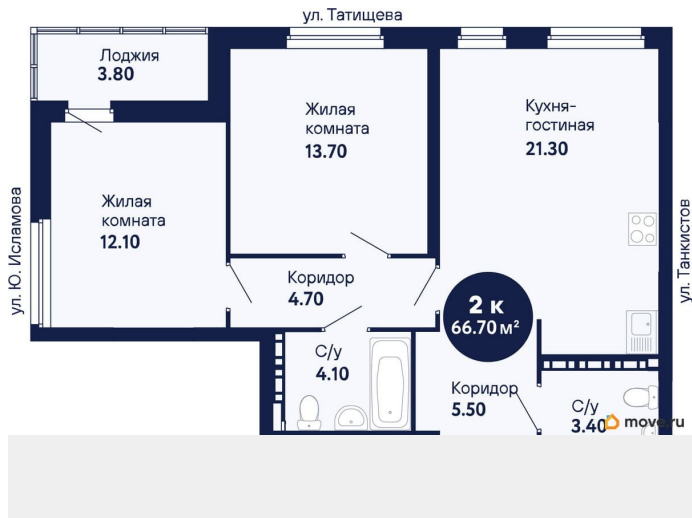 ул. Татищева
Лоджия
3.80
Жилая
комната
13.70
Кухня-
гостиная
21.30
Жилая
комната
12.10
ул. Ю. Исламова
ул. Танкистов
Коридор
4.70
2 к
66.70 м²
С/у
4.10
Коридор
5.50
С/у
3.40
move.ru